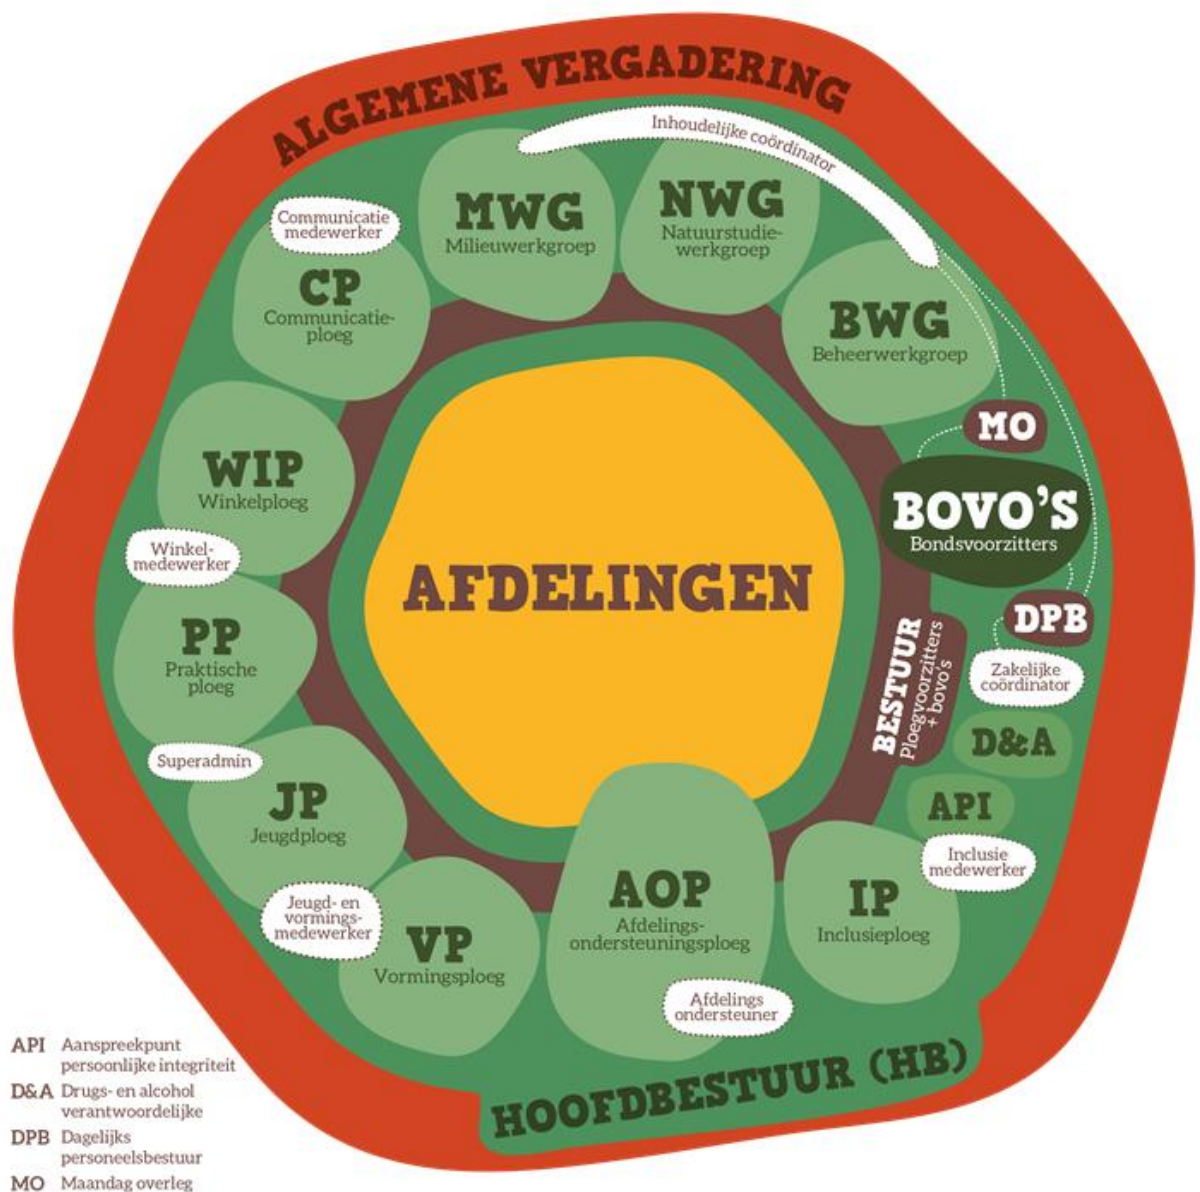 ALGEMENE VERGADERING
Inhoudelijke coördinator
MWG
Milieuwerkgroep
NWG
Natuurstudie-
werkgroep
Communicatie
medewerker
CP
Communicatie-
ploeg
BWG
Beheerwerkgroep
MO
WIP
Winkelploeg
BOVO'S
Bondsvoorzitters
Winkel-
medewerker
AFDELINGEN
DPB
PP
Praktische
ploeg
BESTUUR
Ploegvoorzitters
+ bovo's
Zakelijke
coördinator
D&A
Superadmin
JP
Jeugdploeg
API
Inclusie
medewerker
Jeugd- en
vormings-
medewerker
VP
Vormingsploeg
AOP
Afdelings-
ondersteuningsploeg
IP
Inclusieploeg
Afdelings
ondersteuner
HOOFDBESTUUR (HB)
API Aanspreekpunt
persoonlijke integriteit
D&A Drugs- en alcohol
verantwoordelijke
DPB Dagelijks
personeelsbestuur
MO Maandag overleg